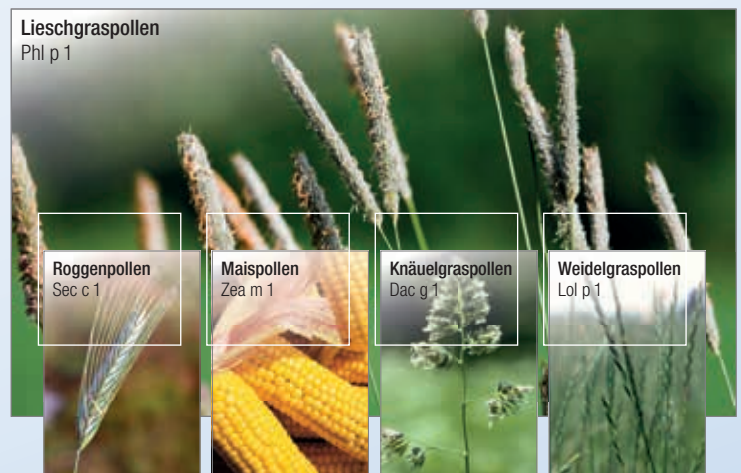 Lieschgraspollen
Phl p 1
Roggenpollen
Sec c 1
Maispollen
Zea m 1
Knäuelgraspollen
Dac g 1
Weidelgraspollen
Lol p 1